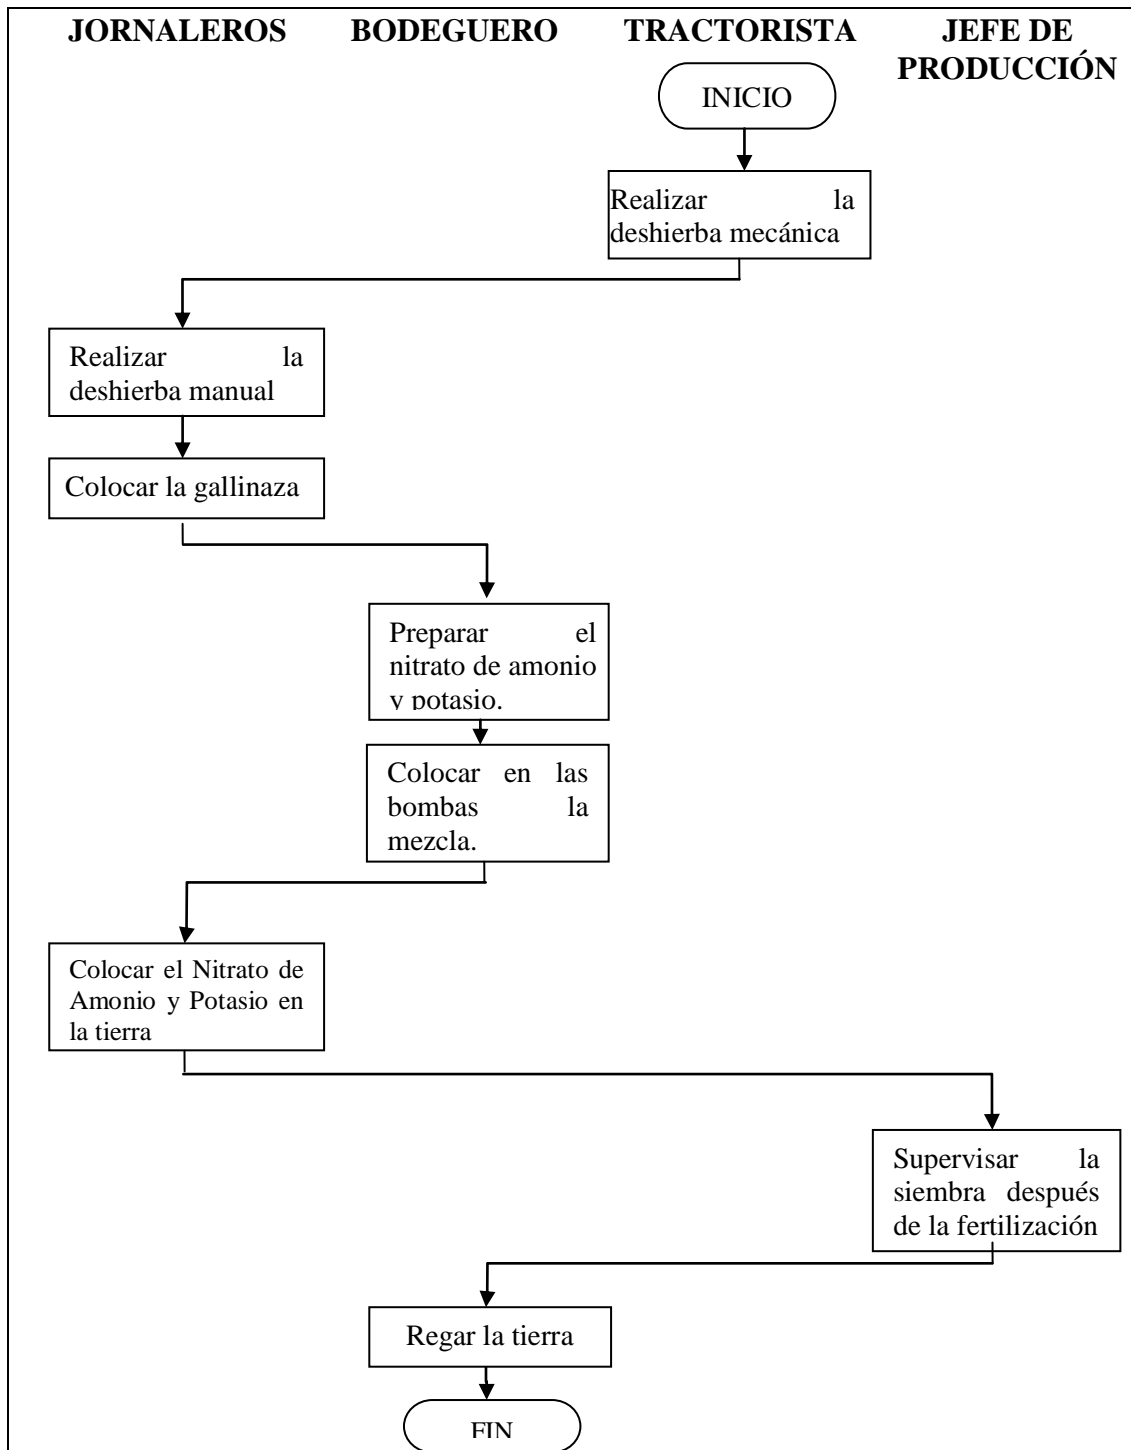 JORNALEROS BODEGUERO TRACTORISTA JEFE DE
PRODUCCIÓN
INICIO
Realizar la
deshierba mecánica
Realizar la
deshierba manual
Colocar la gallinaza
Preparar el
nitrato de amonio
y potasio.
Colocar en las
bombas la
mezcla.
Colocar el Nitrato de
Amonio y Potasio en
la tierra
Supervisar la
siembra después
de la fertilización
Regar la tierra
FIN